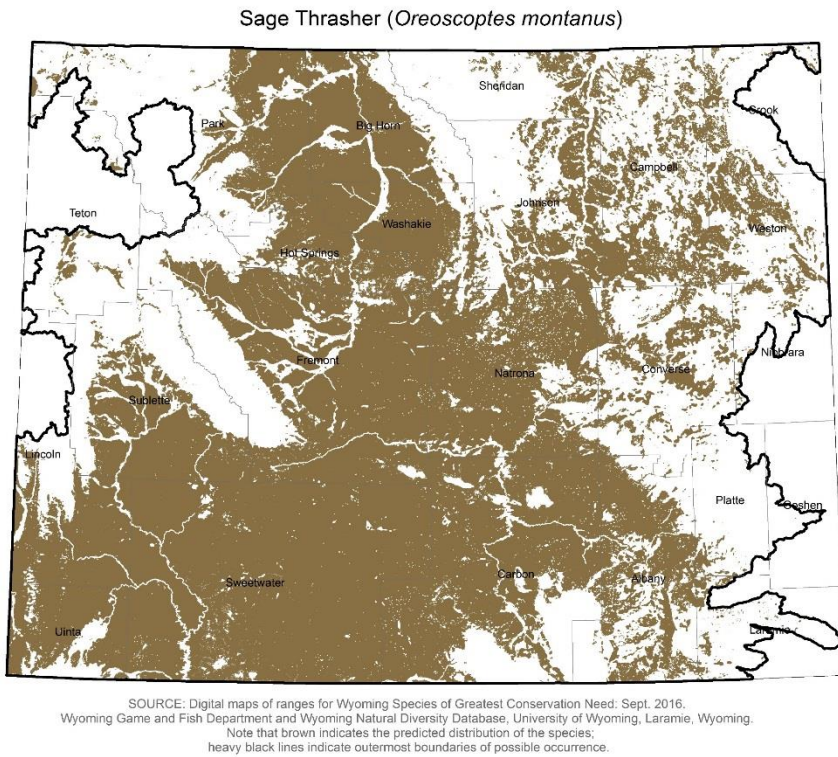 Sage Thrasher (Oreoscoptes montanus)
Sheridan
Crook
Park
Big Horn
Campbell
Johnson
Teton
Washakie
Weston
Hot Springs
Fremont
Natrona
Converse
Niobrara
Sublette
Lincoln
Platte
Goshen
Sweetwater
Carbon
Albany
Uinta
Laramie
SOURCE: Digital maps of ranges for Wyoming Species of Greatest Conservation Need: Sept. 2016.
Wyoming Game and Fish Department and Wyoming Natural Diversity Database, University of Wyoming, Laramie, Wyoming.
Note that brown indicates the predicted distribution of the species;
heavy black lines indicate outermost boundaries of possible occurrence.